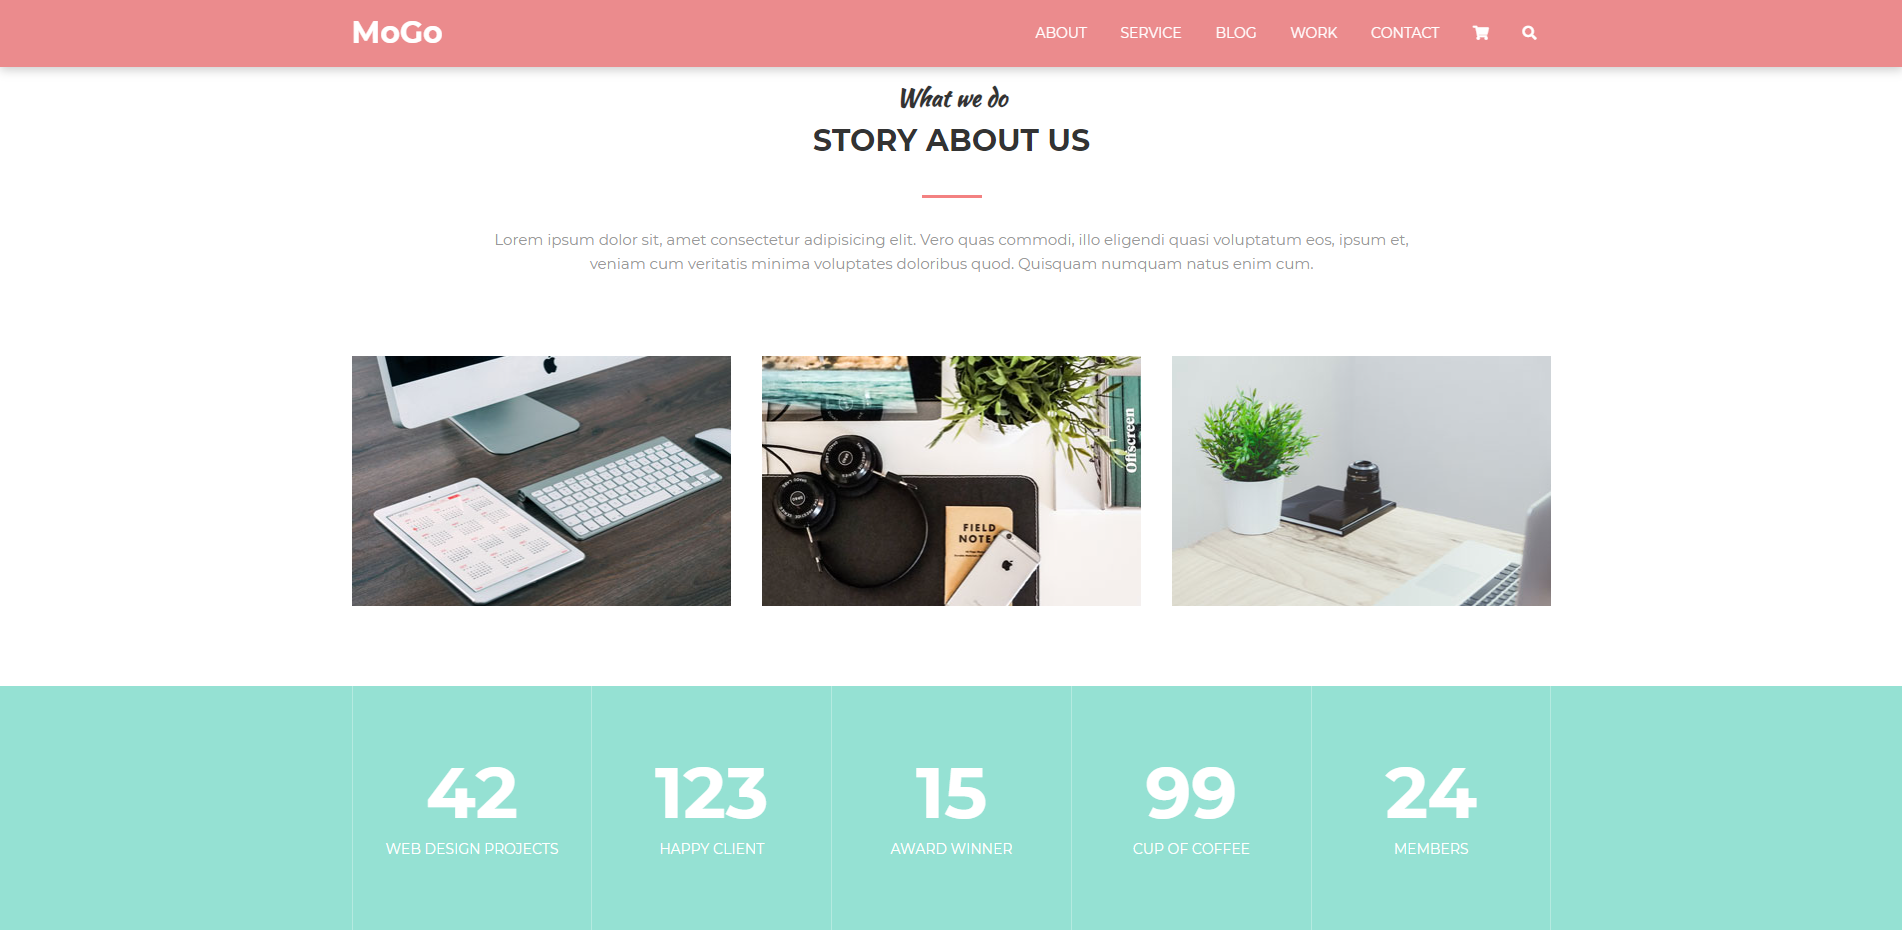 MoGo
ABOUT SERVICE BLOG WORK CONTACT
What we do
STORY ABOUT US
Lorem ipsum dolor sit, amet consectetur adipisicing elit. Vero quas commodi, illo eligendi quasi voluptatum eos, ipsum et,
veniam cum veritatis minima voluptates doloribus quod. Quisquam numquam natus enim cum.
Offscreen
FIELD
NOTES
42
WEB DESIGN PROJECTS
123
HAPPY CLIENT
15
AWARD WINNER
99
CUP OF COFFEE
24
MEMBERS